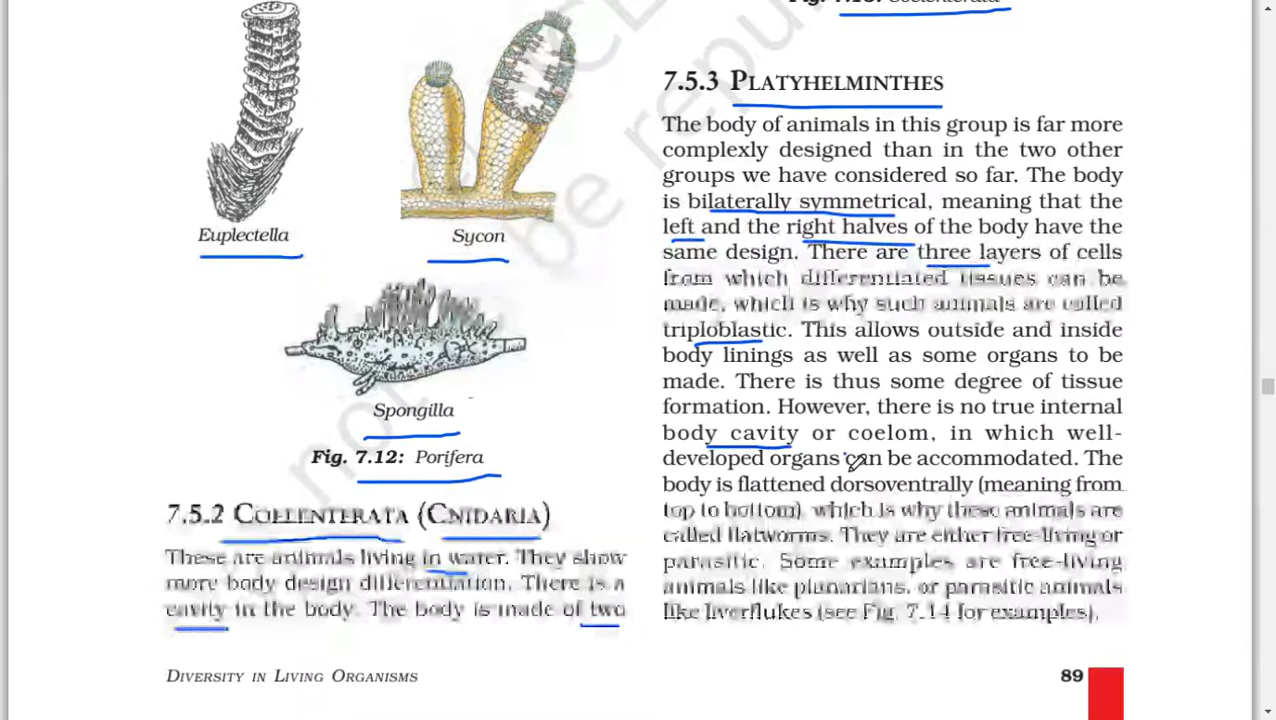 Euplectella
Sycon
Spongilla
Fig. 7.12: Porifera
7.5.2 COELENTERATA (CNIDARIA)
These are animals living in water. They show
more body design differentiation. There is a
cavity in the body. The body is made of two
7.5.3 PLATYHELMINTHES
The body of animals in this group is far more
complexly designed than in the two other
groups we have considered so far. The body
is bilaterally symmetrical, meaning that the
left and the right halves of the body have the
same design. There are three layers of cells
from which differentiated tissues can be
made, which is why such animals are called
triploblastic. This allows outside and inside
body linings as well as some organs to be
made. There is thus some degree of tissue
formation. However, there is no true internal
body cavity or coelom, in which well-
developed organs can be accommodated. The
body is flattened dorsoventrally (meaning from
top to bottom), which is why these animals are
called flatworms. They are either free-living or
parasitic. Some examples are free-living
animals like planarians, or parasitic animals
like liverflukes (see Fig. 7.14 for examples).
DIVERSITY IN LIVING ORGANISMS
89
not be repu